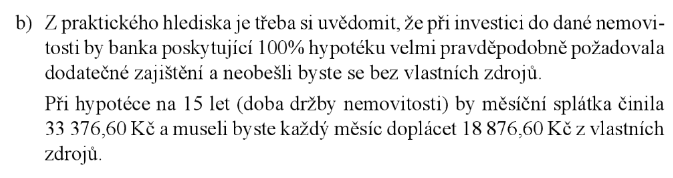 b) Z praktického hlediska je třeba si uvědomit, že při investici do dané nemovi-
tosti by banka poskytující 100% hypotéku velmi pravděpodobně požadovala
dodatečné zajištění a neobešli byste se bez vlastních zdrojů.
Při hypotéce na 15 let (doba držby nemovitosti) by měsíční splátka činila
33 376,60 Kč a museli byste každý měsíc doplácet 18 876,60 Kč z vlastních
zdrojů.